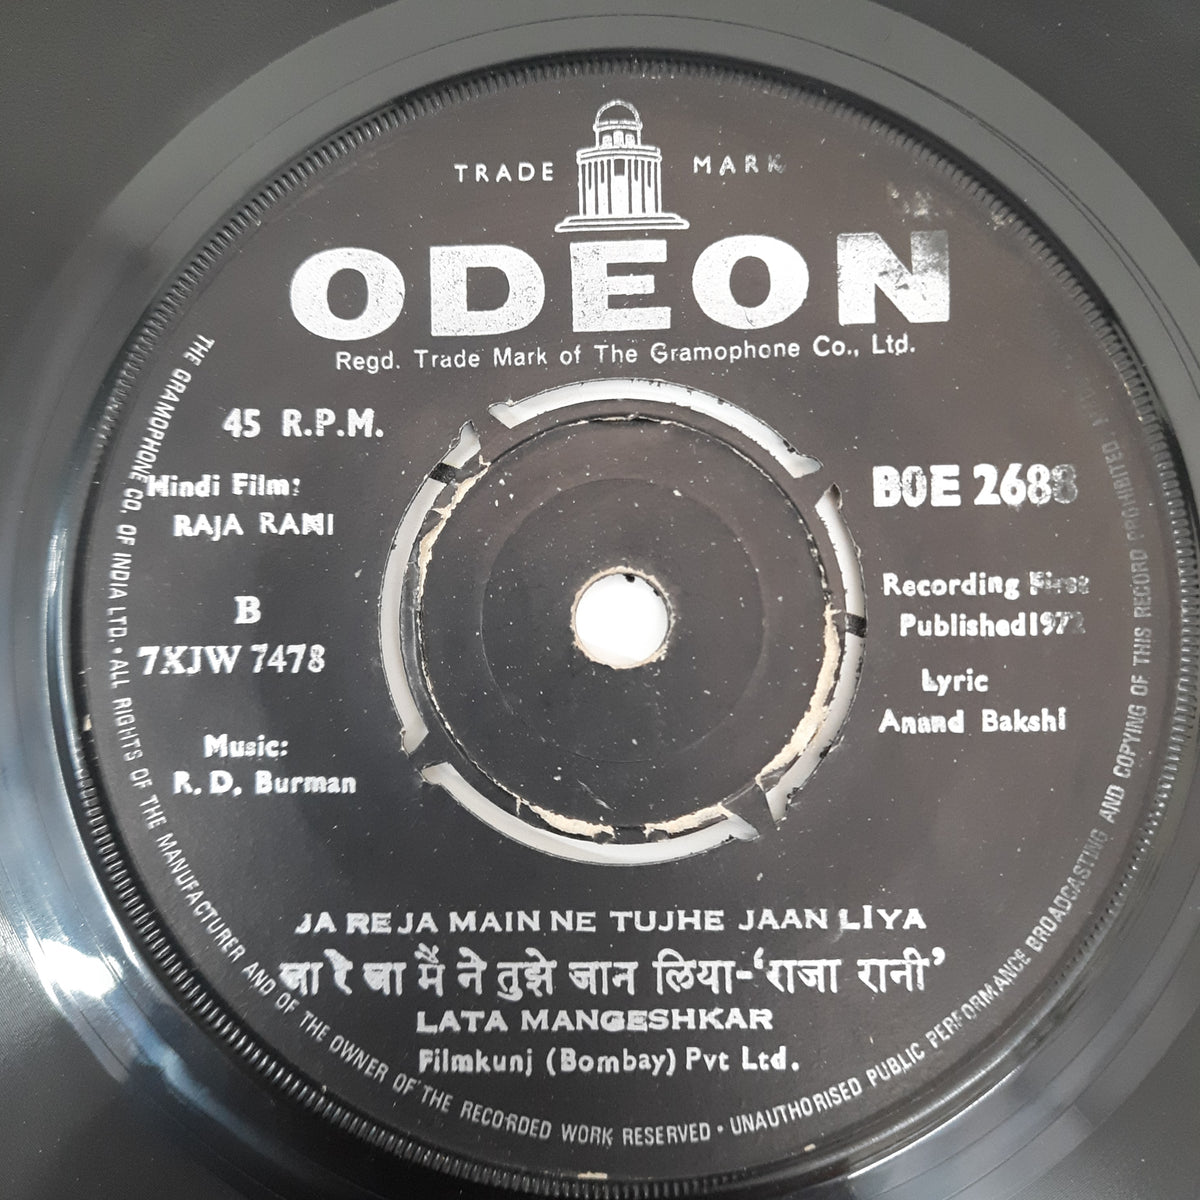 TRADE MARK
ODEON
Regd. Trade Mark of The Gramophone Co., Ltd.
45 R.P.M.
Hindi Film:
RAJA RANI
B
7XJW 7478
Music:
R. D. Burman
BOE 2688
Recording First
Published 1972
Lyric
Anand Bakshi
JA RE JA MAIN NE TUJHE JAAN LIYA
जा रे जा मैं ने तुझे जान लिया-‘राजा रानी’
LATA MANGESHKAR
Filmkunj (Bombay) Pvt Ltd.
THE GRAMOPHONE CO. OF INDIA LTD. • ALL RIGHTS OF THE MANUFACTURER AND OF THE OWNER OF THE RECORDED WORK RESERVED • UNAUTHORISED PUBLIC PERFORMANCE BROADCASTING AND COPYING OF THIS RECORD PROHIBITED